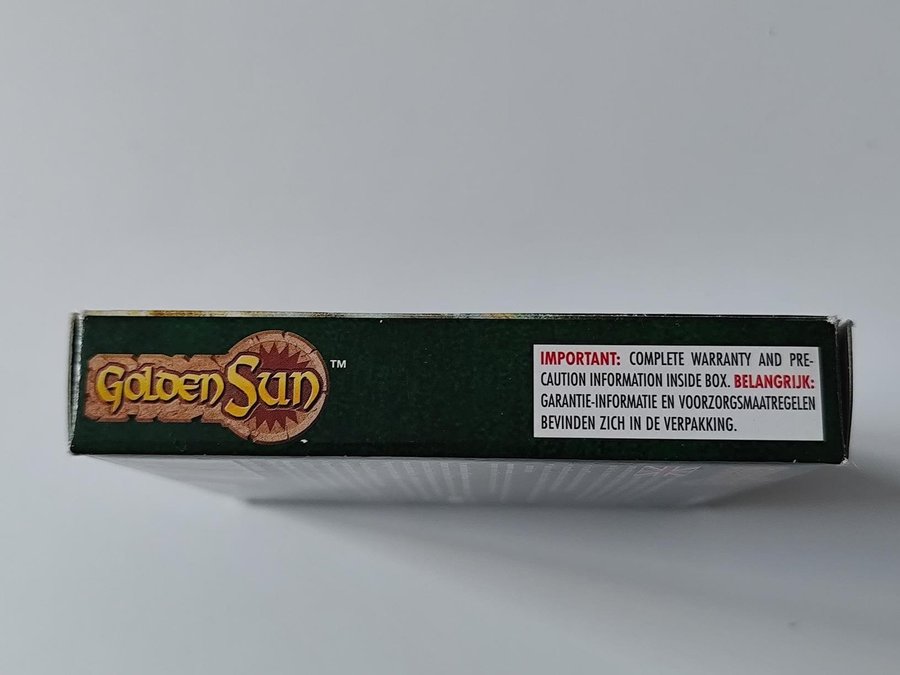 Golden Sun™
IMPORTANT: COMPLETE WARRANTY AND PRE-
CAUTION INFORMATION INSIDE BOX. BELANGRIJK:
GARANTIE-INFORMATIE EN VOORZORGSMAATREGELEN
BEVINDEN ZICH IN DE VERPAKKING.